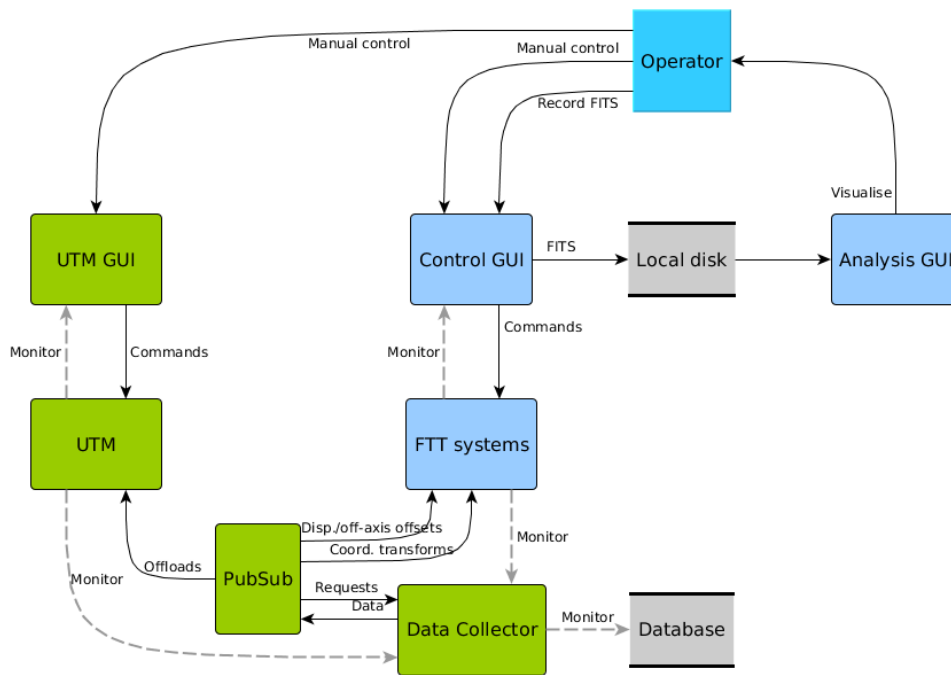 Manual control
Manual control
Operator
Record FITS
Visualise
UTM GUI
Control GUI
FITS
Local disk
Analysis GUI
Monitor
Commands
Monitor
Commands
UTM
FTT systems
Disp./off-axis offsets
Coord. transforms
Monitor
Offloads
PubSub
Monitor
Requests
Data
Data Collector
Monitor
Database